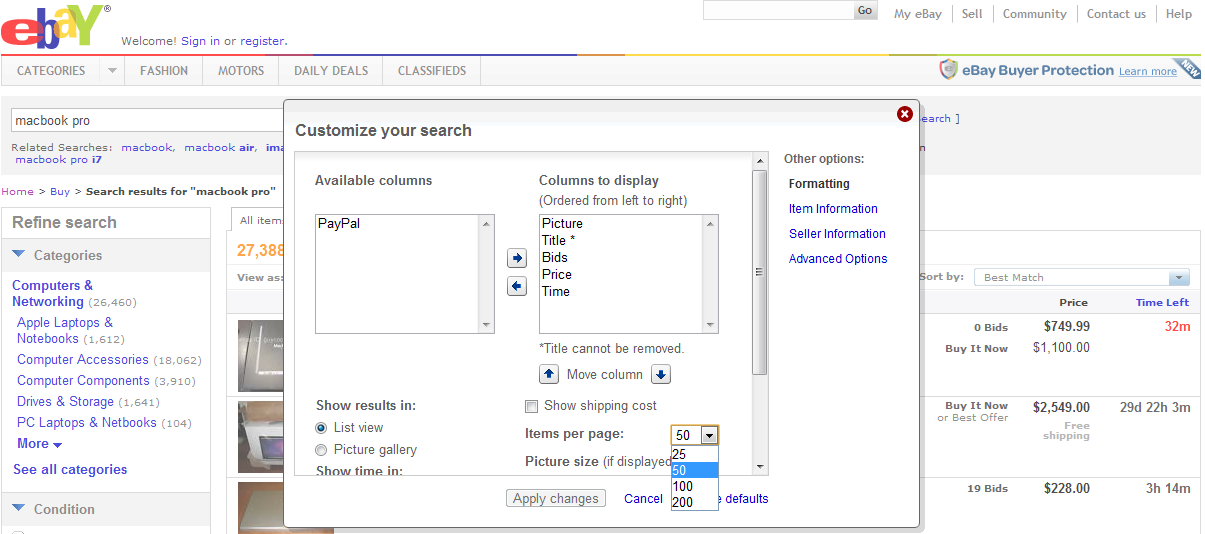 Go
My eBay
Sell
Community
Contact us
Help
ebaY®
Welcome! Sign in or register.
CATEGORIES
FASHION
MOTORS
DAILY DEALS
CLASSIFIEDS
eBay Buyer Protection Learn more
NEW
macbook pro
earch ]
Related Searches: macbook, macbook air,
macbook pro i7
Home > Buy > Search results for "macbook pro"
Refine search
Categories
Computers &
Networking (26,460)
Apple Laptops &
Notebooks (1,612)
Computer Accessories (18,062)
Computer Components (3,910)
Drives & Storage (1,641)
PC Laptops & Netbooks (104)
More
See all categories
Condition
All items
27,388
View as:
Customize your search
Available columns
PayPal
Columns to display
(Ordered from left to right)
Picture
Title *
Bids
Price
Time
*Title cannot be removed.
Move column
Show results in:
List view
Picture gallery
Show time in:
Show shipping cost
Items per page: 50
25
50
100
200
Picture size (if displayed
Apply changes
Cancel
defaults
Other options:
Formatting
Item Information
Seller Information
Advanced Options
Sort by: Best Match
Price
Time Left
0 Bids $749.99 32m
Buy It Now $1,100.00
Buy It Now $2,549.00 29d 22h 3m
or Best Offer Free
shipping
19 Bids $228.00 3h 14m